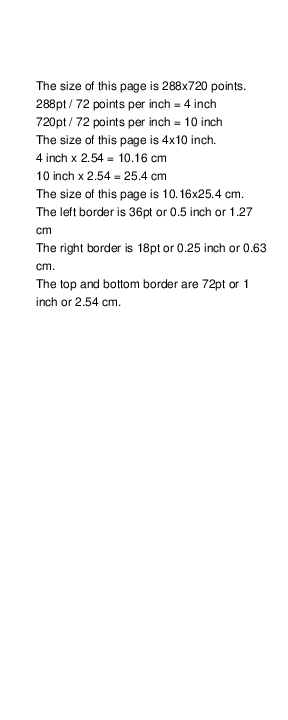 The size of this page is 288x720 points.
288pt / 72 points per inch = 4 inch
720pt / 72 points per inch = 10 inch
The size of this page is 4x10 inch.
4 inch x 2.54 = 10.16 cm
10 inch x 2.54 = 25.4 cm
The size of this page is 10.16x25.4 cm.
The left border is 36pt or 0.5 inch or 1.27
cm
The right border is 18pt or 0.25 inch or 0.63
cm.
The top and bottom border are 72pt or 1
inch or 2.54 cm.